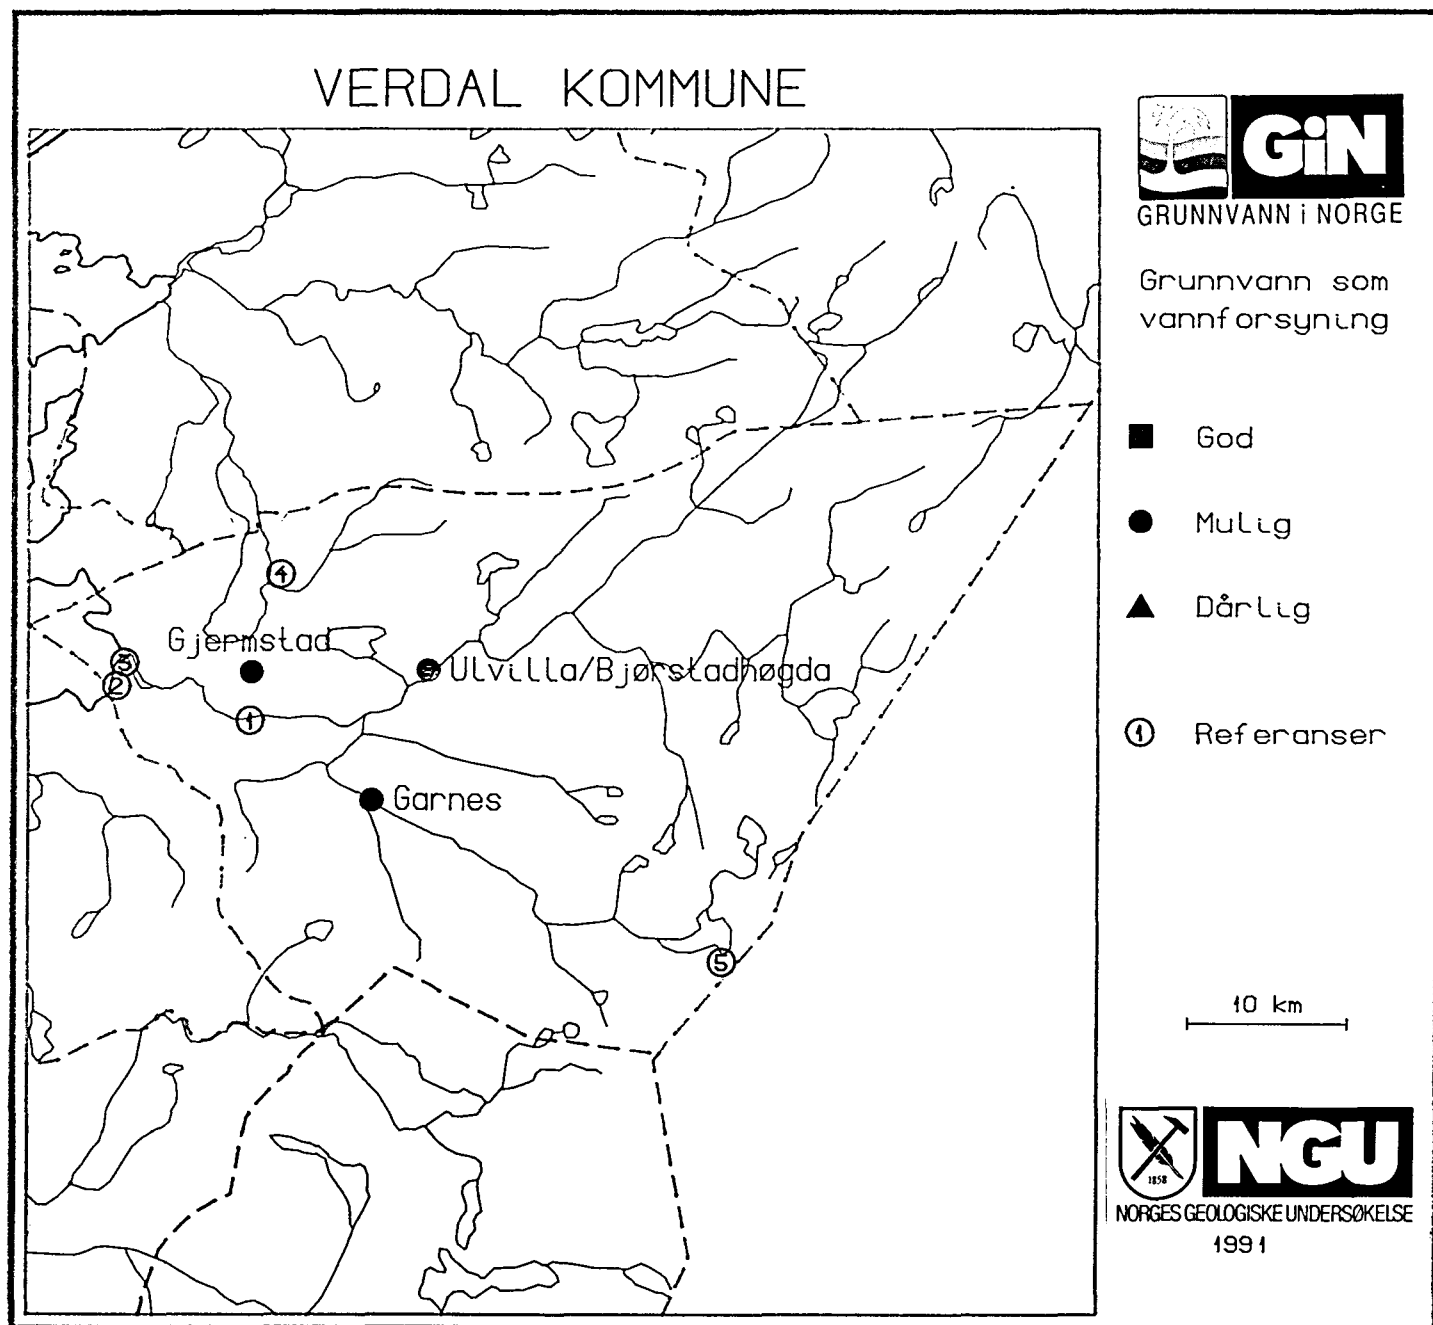 VERDAL KOMMUNE
GiN
GRUNNVANN i NORGE
Grunnvann som
vannforsyning
God
Mulig
Dårlig
1 Referanser
4
Gjermstad
3
2
Ulvilla/Bjørstadhøgda
1
Garnes
5
10 km
1858
NGU
NORGES GEOLOGISKE UNDERSØKELSE
1991